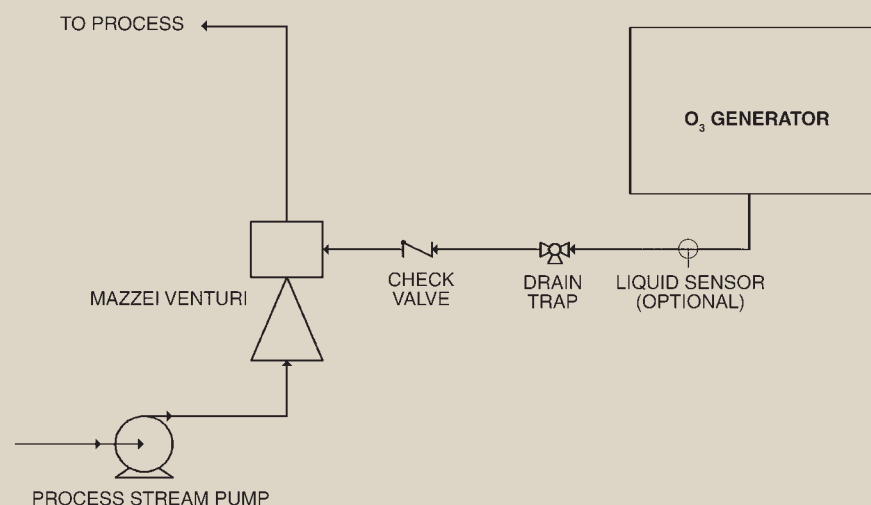 TO PROCESS
O₃ GENERATOR
MAZZEI VENTURI
CHECK
VALVE
DRAIN
TRAP
LIQUID SENSOR
(OPTIONAL)
PROCESS STREAM PUMP